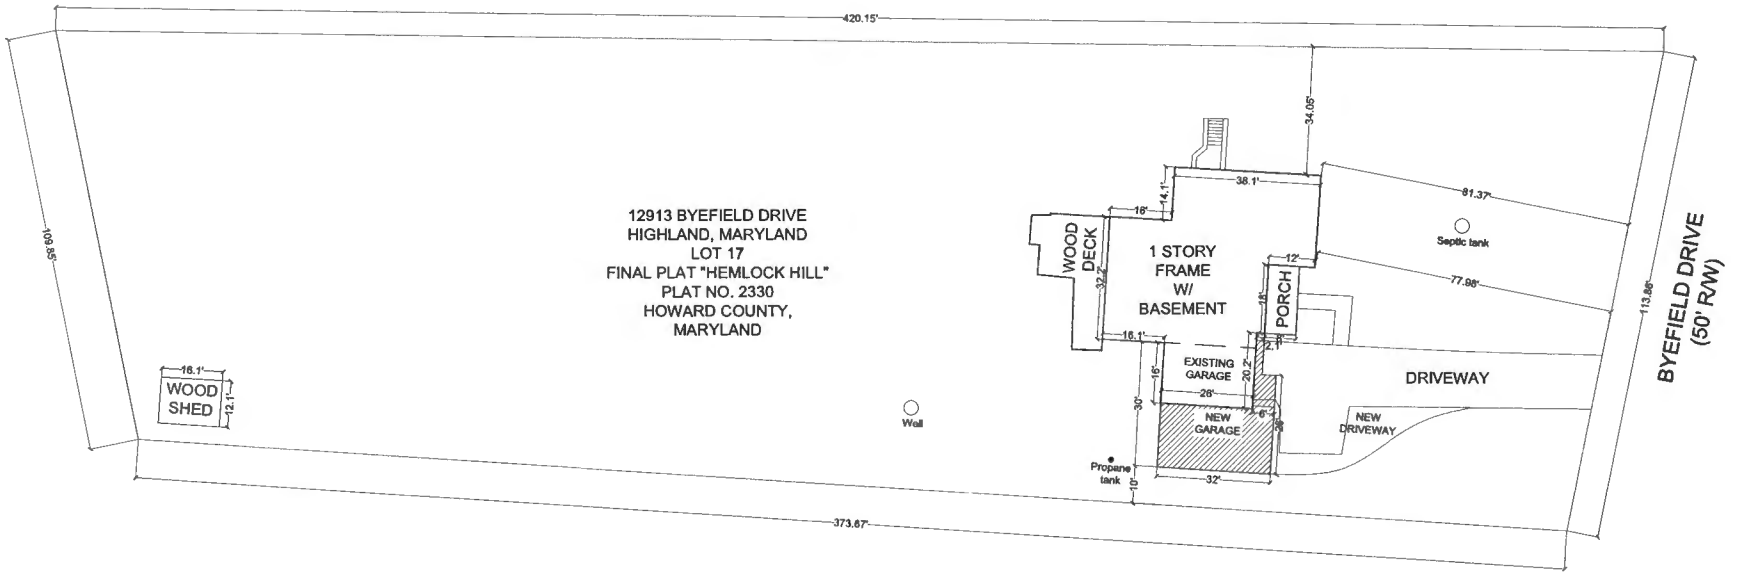 420.15'
34.05'
109.85'
38.1'
14.1'
81.37'
16'
12913 BYEFIELD DRIVE
HIGHLAND, MARYLAND
LOT 17
FINAL PLAT "HEMLOCK HILL"
PLAT NO. 2330
HOWARD COUNTY,
MARYLAND
WOOD
DECK
32.2'
1 STORY
FRAME
W/
BASEMENT
12'
18'
PORCH
Septic tank
77.98'
113.86'
BYEFIELD DRIVE
(50' R/W)
16.1'
2.1'
EXISTING
GARAGE
20.2'
16'
30'
26'
DRIVEWAY
16.1'
WOOD
SHED
12.1'
Well
NEW
GARAGE
6'
NEW
DRIVEWAY
Propane
tank
32'
10'
373.67'